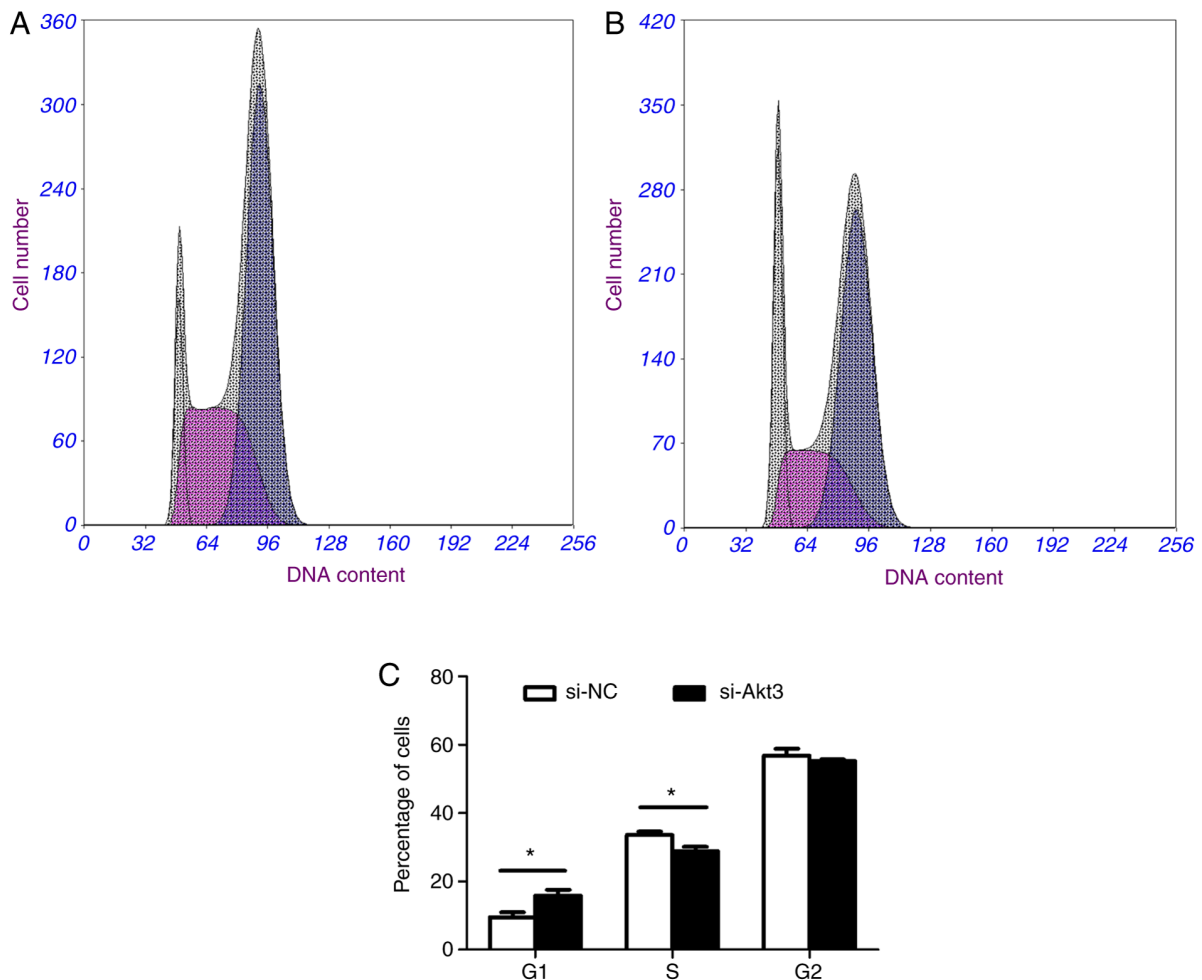 A
360
300
240
180
120
60
0
Cell number
0 32 64 96 128 160 192 224 256
DNA content
B
420
350
280
210
140
70
0
Cell number
0 32 64 96 128 160 192 224 256
DNA content
C
80
60
40
20
0
Percentage of cells
si-NC si-Akt3
*
*
G1 S G2